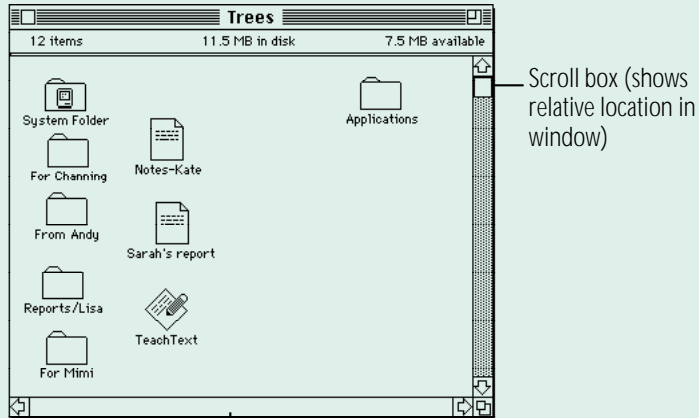 Trees
12 items 11.5 MB in disk 7.5 MB available
System Folder
Applications
For Channing
Notes-Kate
From Andy
Sarah's report
Reports/Lisa
TeachText
For Mimi
Scroll box (shows
relative location in
window)